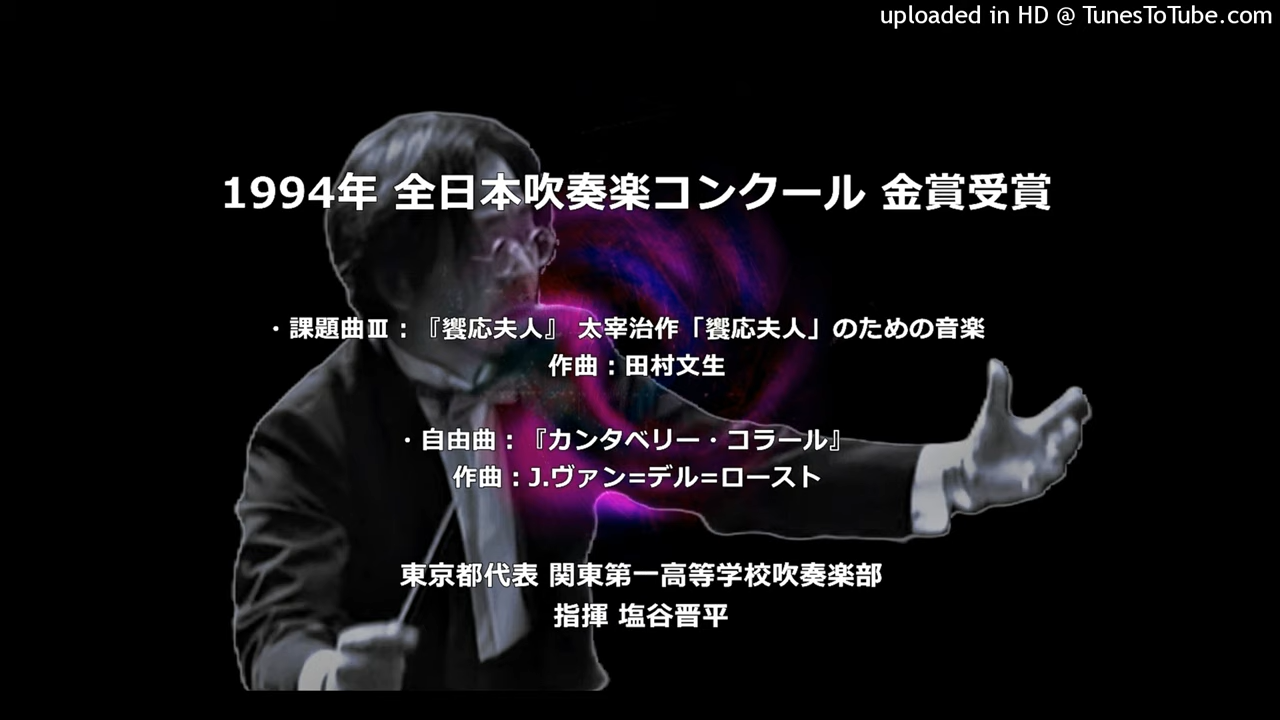 uploaded in HD @ TunesToTube.com
1994年 全日本吹奏楽コンクール 金賞受賞
・課題曲Ⅲ：『饗応夫人』 太宰治作「饗応夫人」のための音楽
作曲：田村文生
・自由曲：『カンタベリー・コラール』
作曲：J.ヴァン=デル=ロースト
東京都代表 関東第一高等学校吹奏楽部
指揮 塩谷晋平